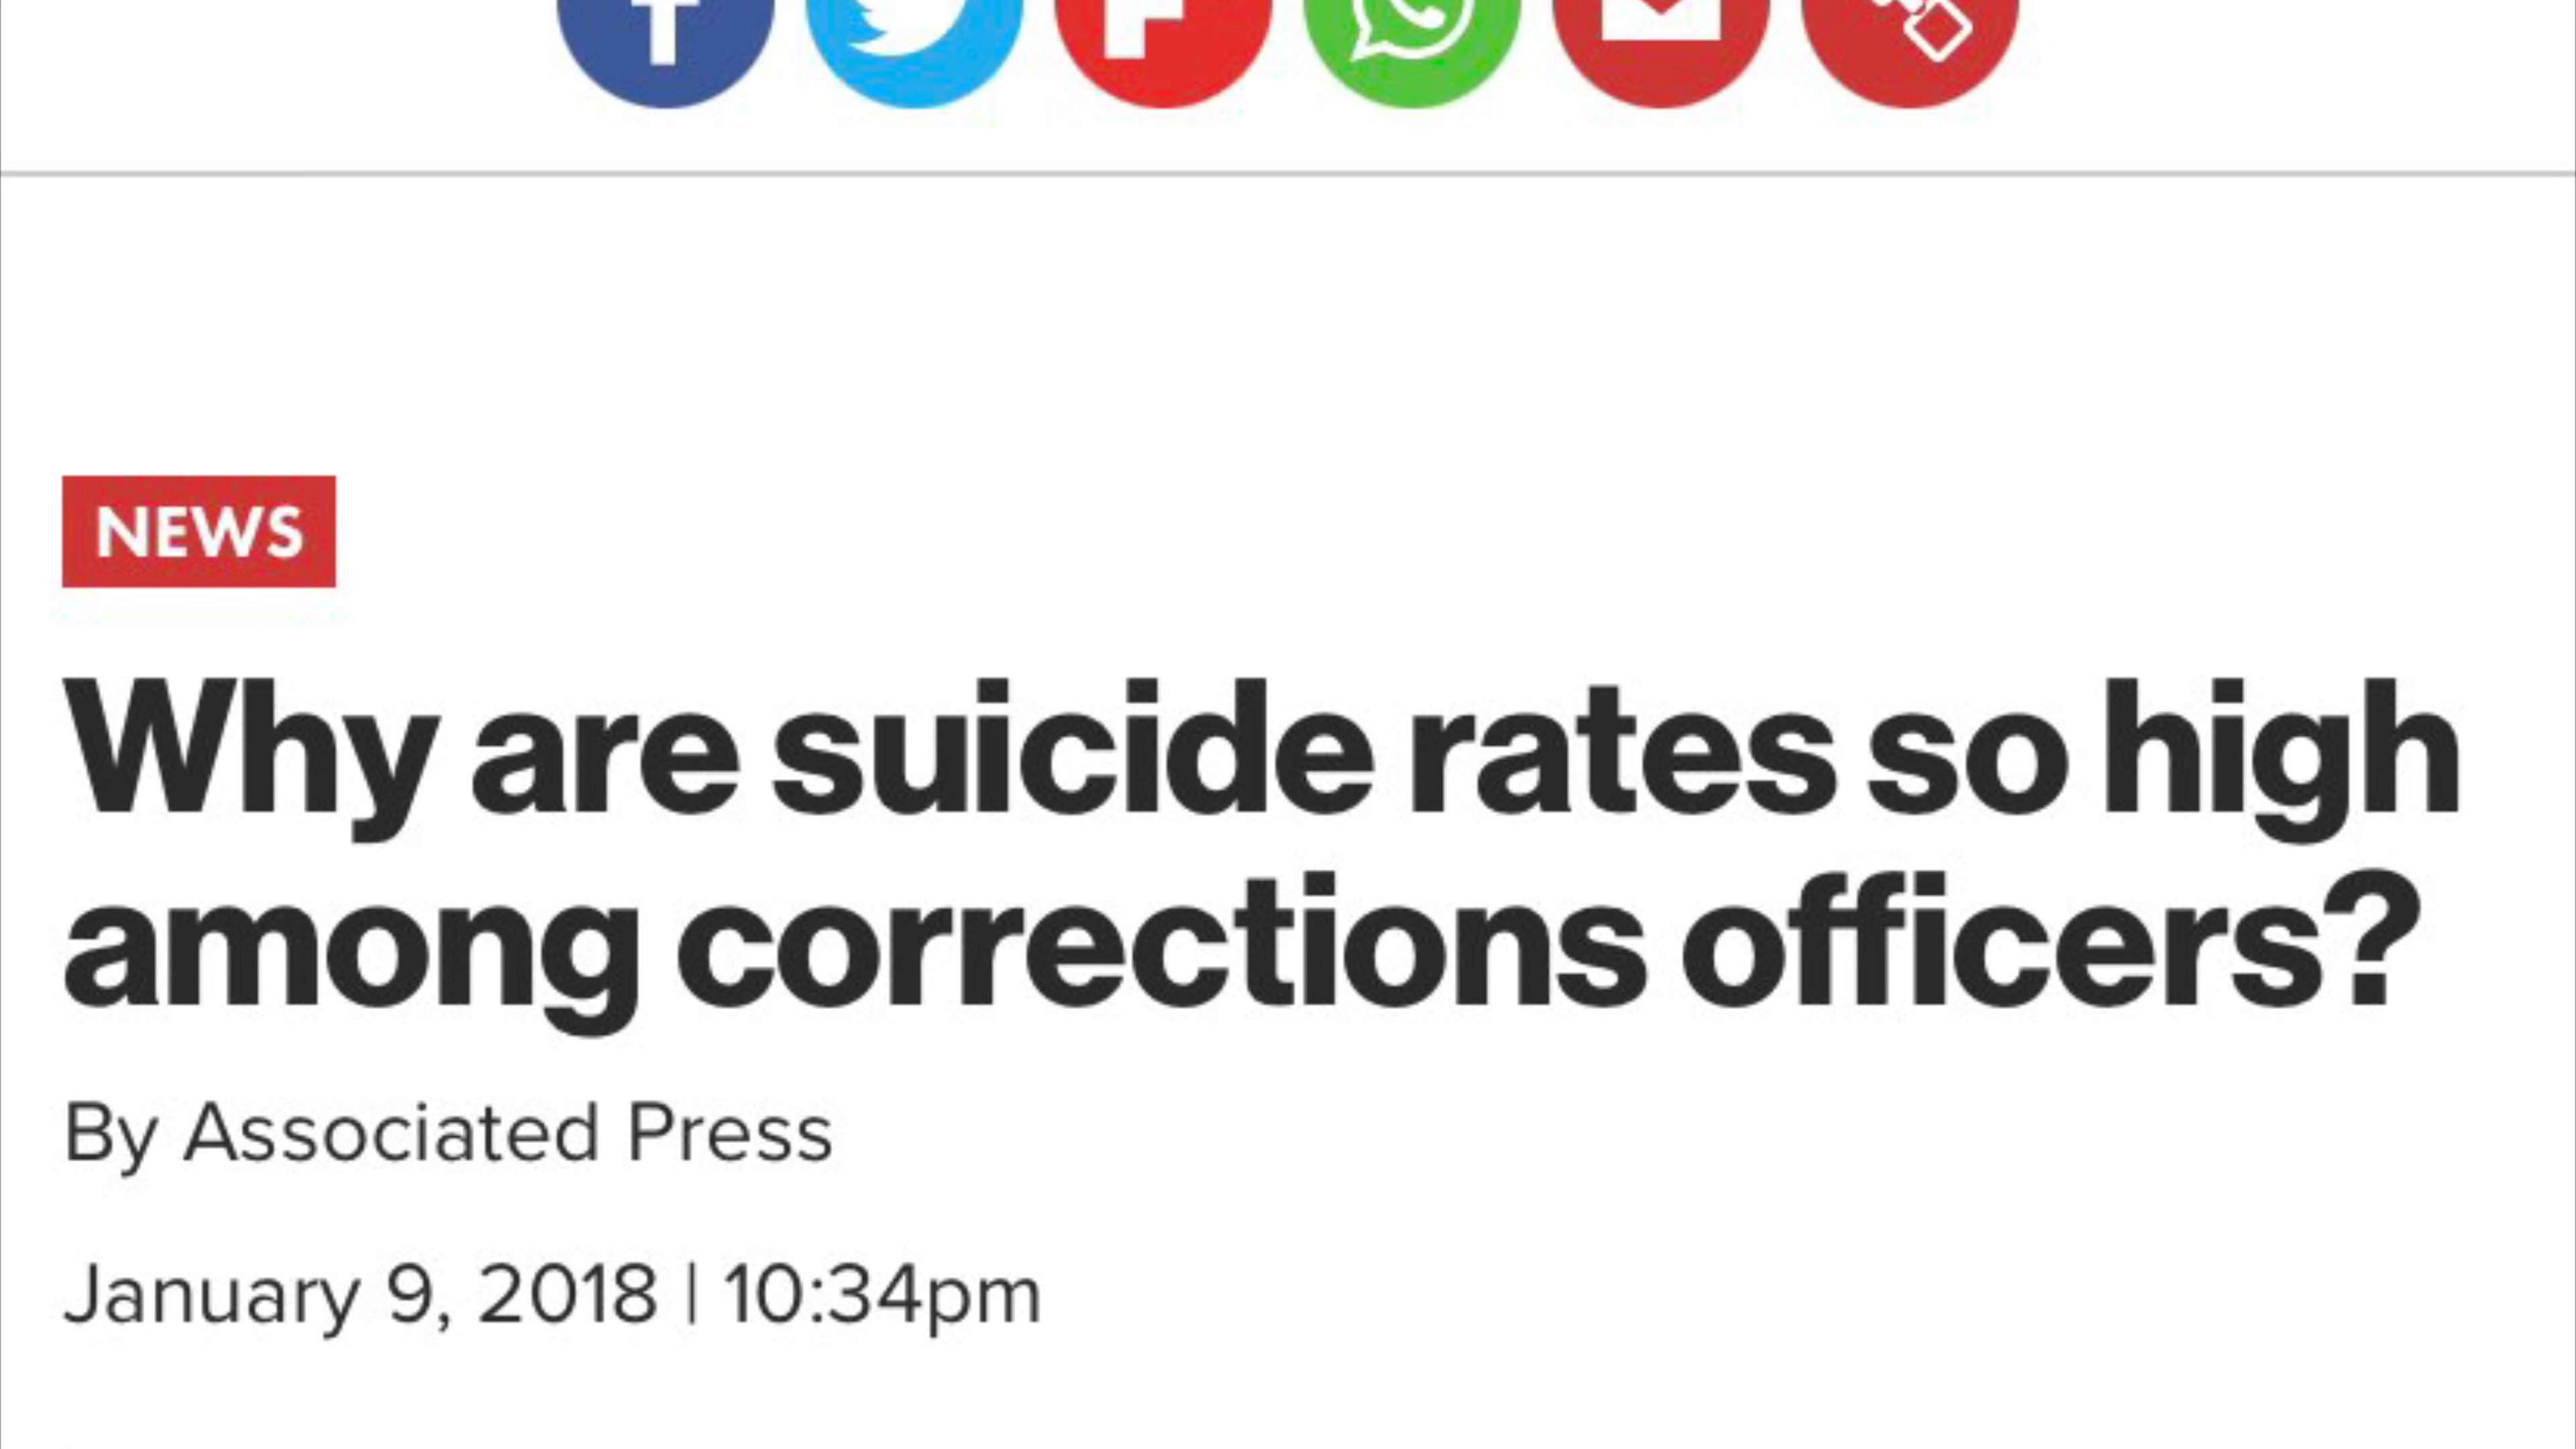 NEWS
Why are suicide rates so high
among corrections officers?
By Associated Press
January 9, 2018 | 10:34pm